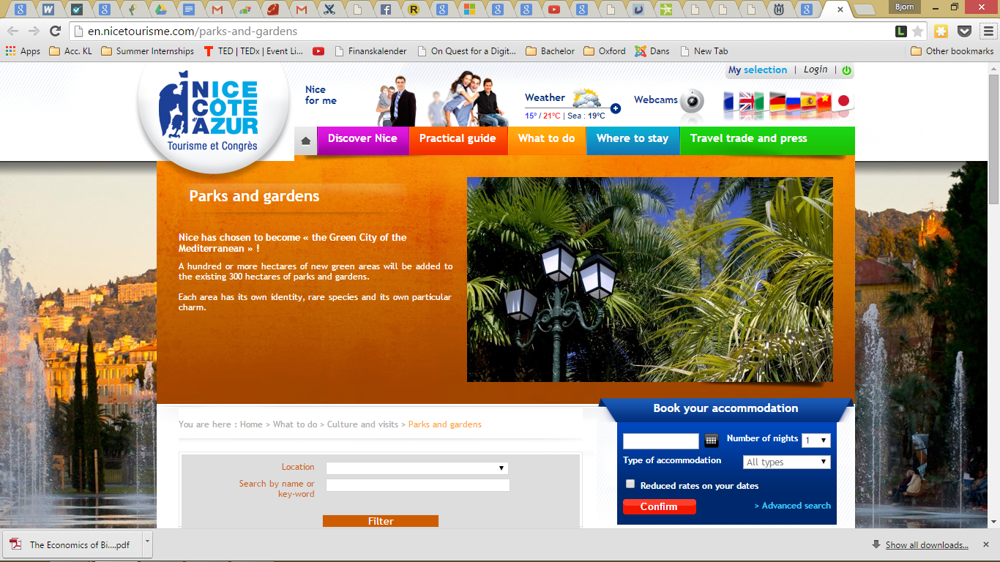 Bjorn
en.nicetourisme.com/parks-and-gardens
Apps Acc. KL Summer Internships TED | TEDx | Event Li... Finanskalender On Quest for a Digit... Bachelor Oxford Dans New Tab Other bookmarks
NICE
CÔTE
D'AZUR
Tourisme et Congrès
Nice
for me
Weather
15° / 21°C | Sea : 19°C
Webcams
My selection | Login |
Discover Nice Practical guide What to do Where to stay Travel trade and press
Parks and gardens
Nice has chosen to become « the Green City of the
Mediterranean » !
A hundred or more hectares of new green areas will be added to
the existing 300 hectares of parks and gardens.
Each area has its own identity, rare species and its own particular
charm.
You are here : Home > What to do > Culture and visits > Parks and gardens
Location
Search by name or
key-word
Filter
Book your accommodation
Number of nights 1
Type of accommodation All types
Reduced rates on your dates
Confirm > Advanced search
The Economics of Bi....pdf
Show all downloads...